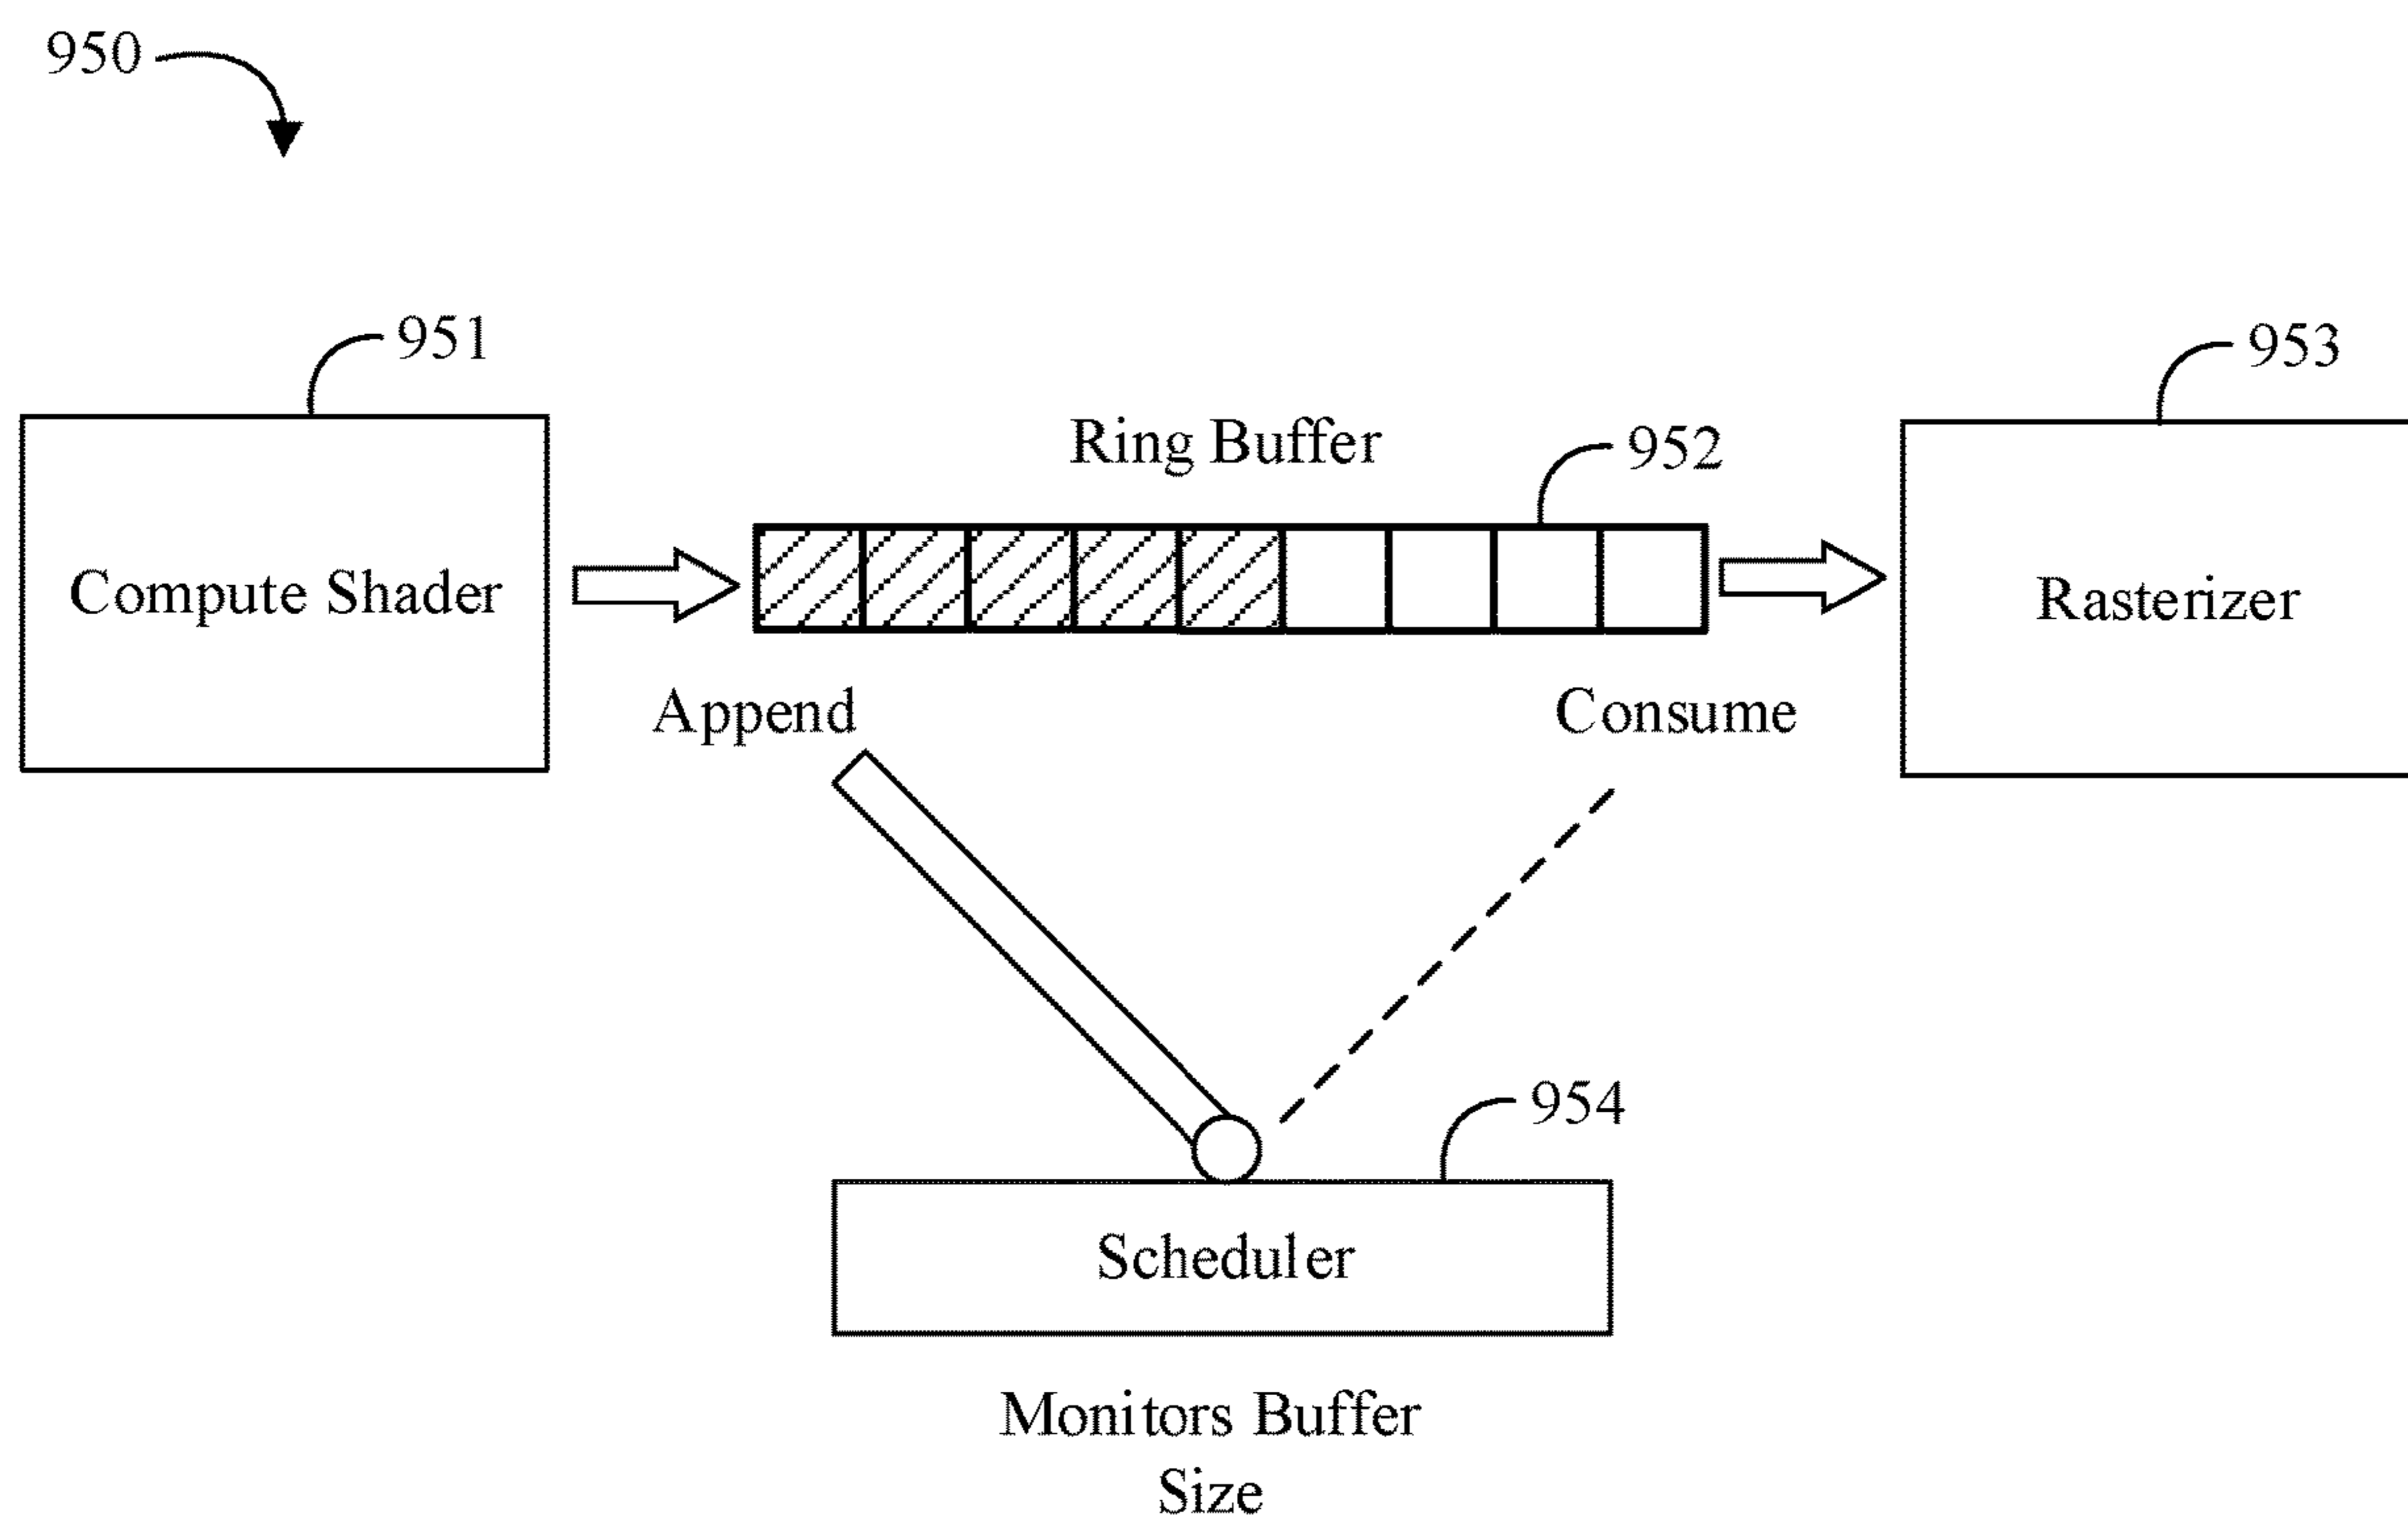 950
951
953
Ring Buffer
952
Compute Shader
Rasterizer
Append
Consume
954
Scheduler
Monitors Buffer
Size